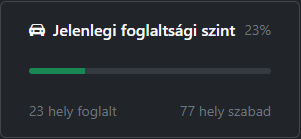 Jelenlegi foglaltsági szint 23%
23 hely foglalt 77 hely szabad